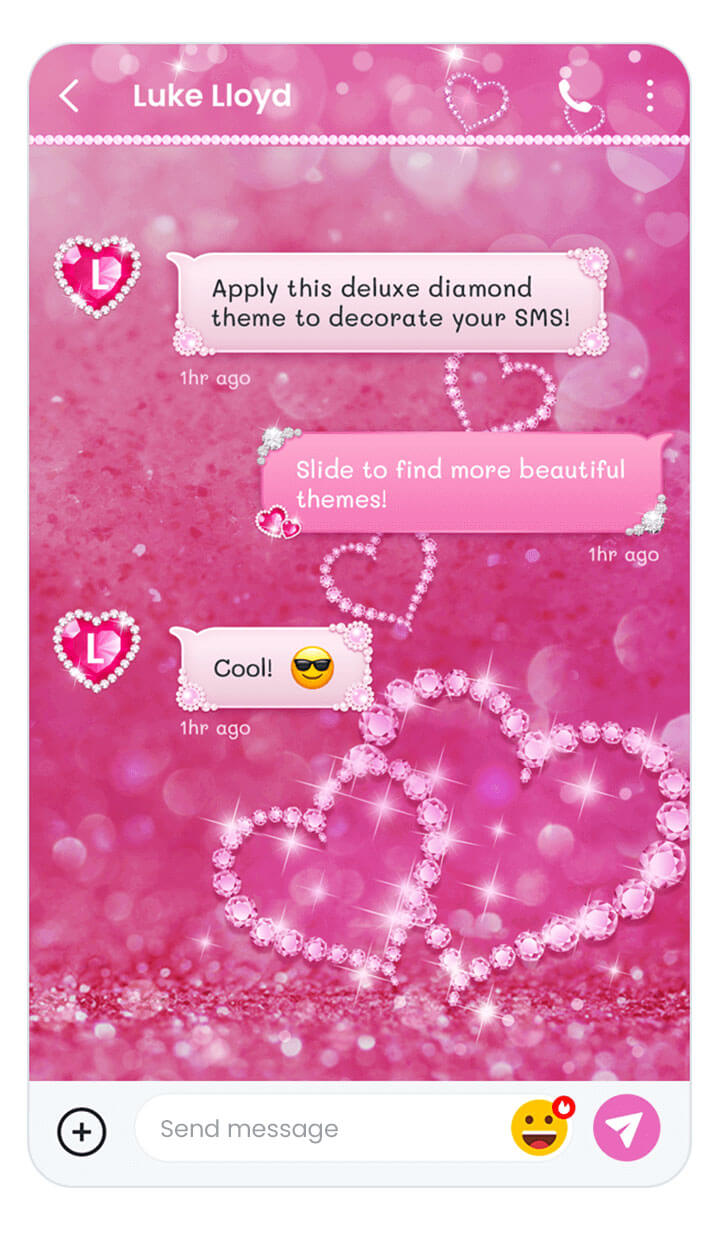 Luke Lloyd
L
Apply this deluxe diamond
theme to decorate your SMS!
1hr ago
Slide to find more beautiful
themes!
1hr ago
L
Cool! 😎
1hr ago
Send message